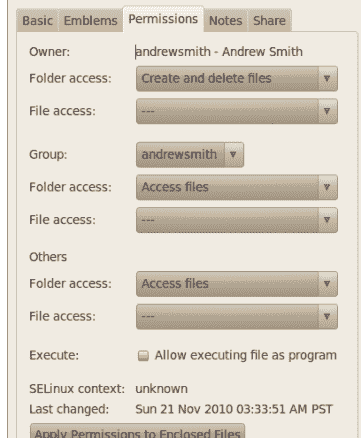 Basic Emblems Permissions Notes Share
Owner: andrewsmith - Andrew Smith
Folder access: Create and delete files
File access: ---
Group: andrewsmith
Folder access: Access files
File access: ---
Others
Folder access: Access files
File access: ---
Execute: Allow executing file as program
SELinux context: unknown
Last changed: Sun 21 Nov 2010 03:33:51 AM PST
Apply Permissions to Enclosed Files